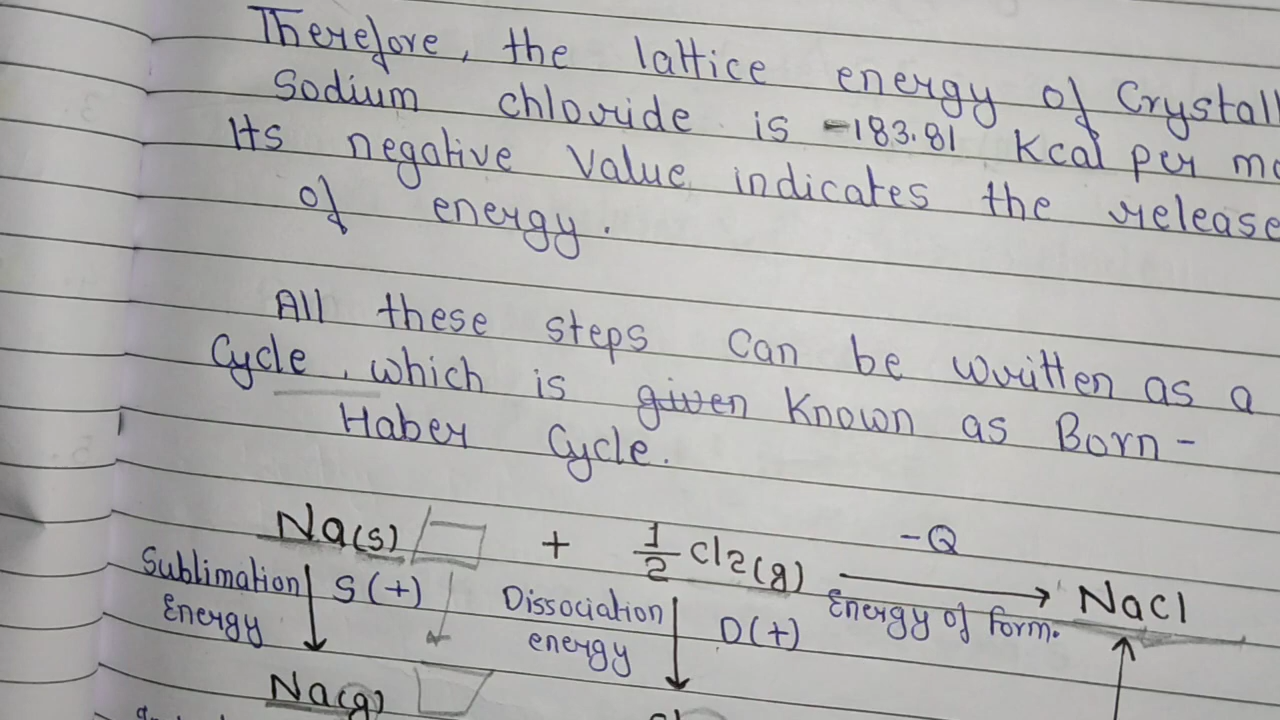 Therefore, the lattice energy of Crystall
Sodium chloride is -183.81 Kcal per mo
Its negative Value indicates the release
of energy.
All these steps can be written as a
Cycle, which is given known as Born-
Haber Cycle.
Na(s) + 1/2 Cl2(g) -Q → NaCl
Sublimation Energy S(+) Dissociation energy D(+) Energy of form.
Na(g)